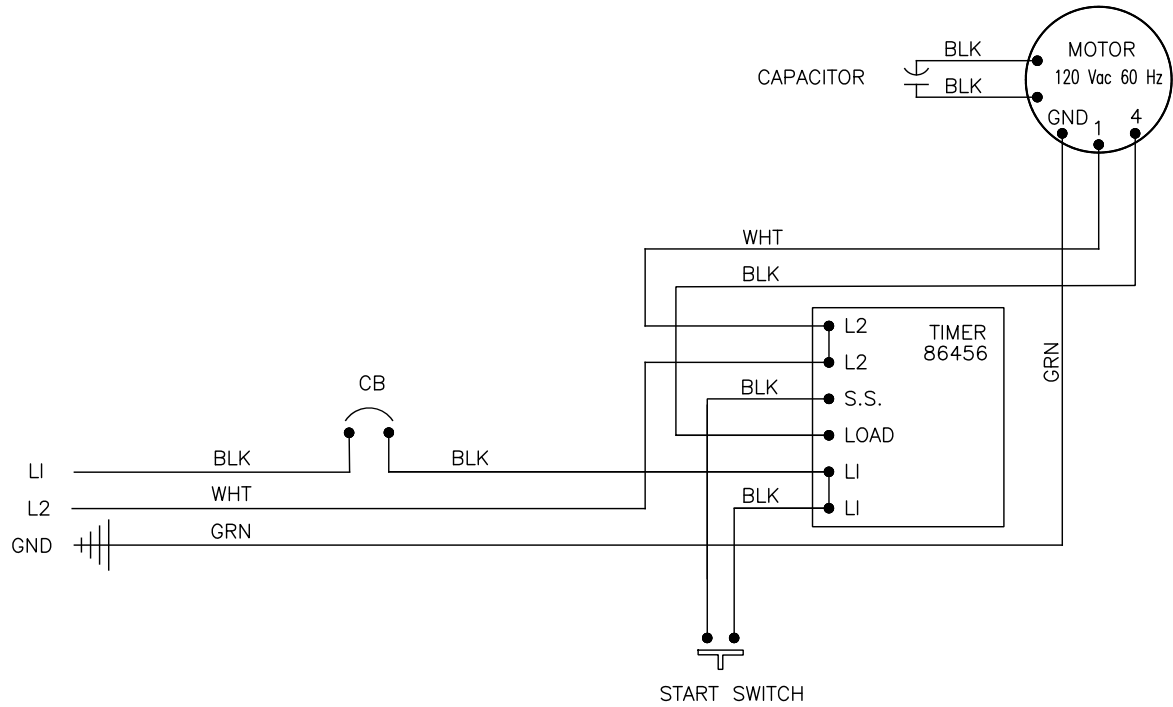 BLK
MOTOR
CAPACITOR
120 Vac 60 Hz
BLK
GND
1
4
WHT
BLK
L2
TIMER
86456
L2
GRN
CB
BLK
S.S.
LOAD
BLK
BLK
LI
LI
WHT
BLK
LI
L2
GRN
GND
START SWITCH